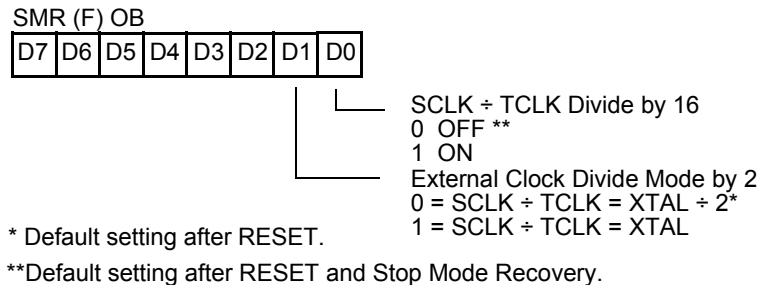 SMR (F) OB
D7 D6 D5 D4 D3 D2 D1 D0
SCLK ÷ TCLK Divide by 16
0 OFF **
1 ON
External Clock Divide Mode by 2
0 = SCLK ÷ TCLK = XTAL ÷ 2*
1 = SCLK ÷ TCLK = XTAL
* Default setting after RESET.
**Default setting after RESET and Stop Mode Recovery.